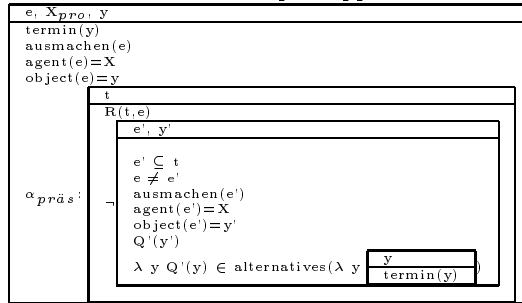 e, X_pro, y
termin(y)
ausmachen(e)
agent(e)=X
object(e)=y
t
R(t,e)
e', y'
e' ⊆ t
e ≠ e'
ausmachen(e')
α_präs: ¬ agent(e')=X
object(e')=y'
Q'(y')
λ y Q'(y) ∈ alternatives(λ y y )
termin(y)